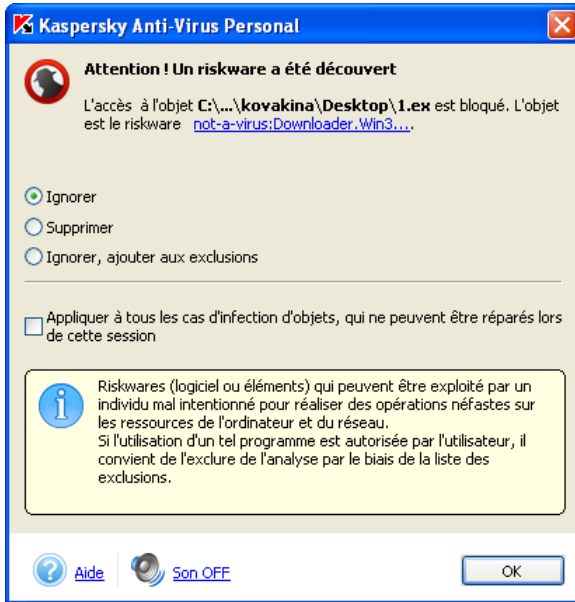 Kaspersky Anti-Virus Personal
Attention ! Un riskware a été découvert
L'accès à l'objet C:\...\kovakina\Desktop\1.ex est bloqué. L'objet
est le riskware not-a-virus:Downloader.Win3....
Ignorer
Supprimer
Ignorer, ajouter aux exclusions
Appliquer à tous les cas d'infection d'objets, qui ne peuvent être réparés lors
de cette session
Riskwares (logiciel ou éléments) qui peuvent être exploité par un
individu mal intentionné pour réaliser des opérations néfastes sur
les ressources de l'ordinateur et du réseau.
Si l'utilisation d'un tel programme est autorisée par l'utilisateur, il
convient de l'exclure de l'analyse par le biais de la liste des
exclusions.
Aide
Son OFF
OK